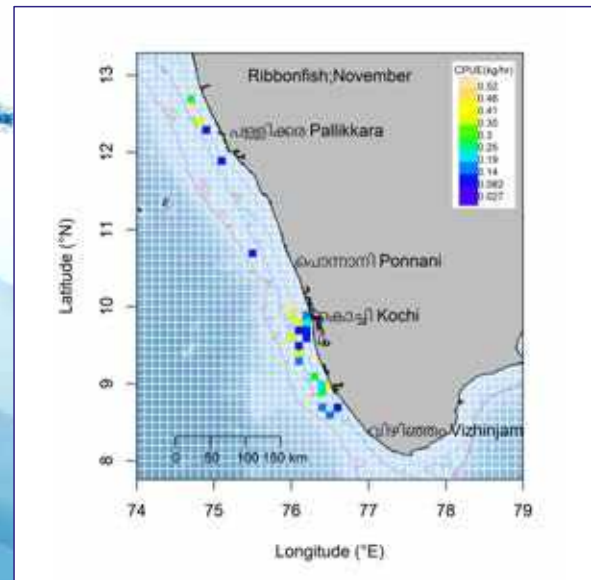 Ribbonfish;November
CPUE(kg/hr)
0.52
0.46
0.41
0.35
0.3
0.25
0.19
0.14
0.082
0.027
പള്ളിക്കര Pallikkara
പൊന്നാനി Ponnani
കൊച്ചി Kochi
വിഴിഞ്ഞം Vizhinjam
0 50 100 150 km
Latitude (°N)
13
12
11
10
9
8
74 75 76 77 78 79
Longitude (°E)